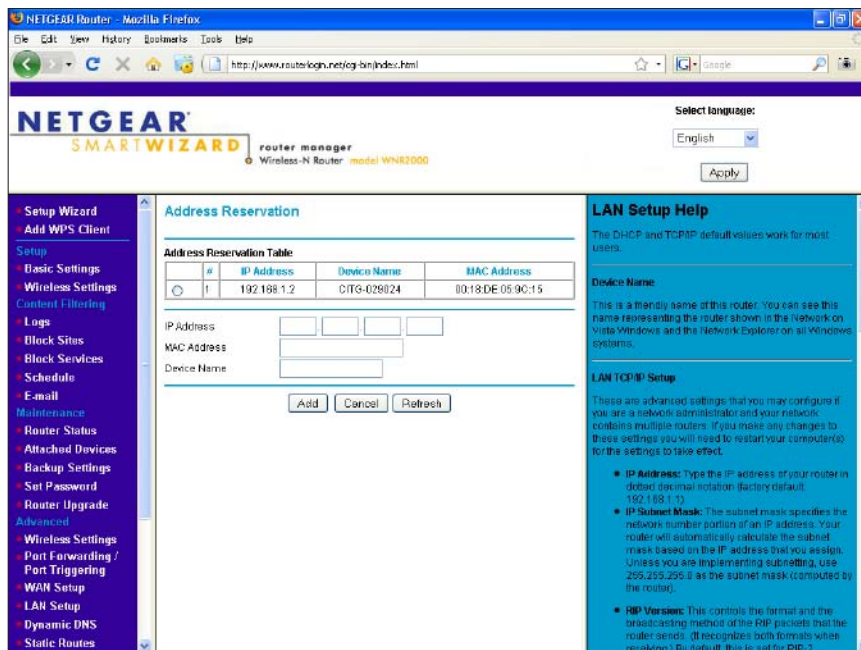 NETGEAR Router - Mozilla Firefox
File Edit View History Bookmarks Tools Help
http://www.routerlogin.net/cgi-bin/index.html
Google
NETGEAR
SMARTWIZARD
router manager
Wireless-N Router model WNR2000
Select language:
English
Apply
Setup Wizard
Add WPS Client
Setup
Basic Settings
Wireless Settings
Content Filtering
Logs
Block Sites
Block Services
Schedule
E-mail
Maintenance
Router Status
Attached Devices
Backup Settings
Set Password
Router Upgrade
Advanced
Wireless Settings
Port Forwarding /
Port Triggering
WAN Setup
LAN Setup
Dynamic DNS
Static Routes
Address Reservation
Address Reservation Table
# IP Address Device Name MAC Address
1 192.168.1.2 CITG-029024 00:18:DE:05:9C:15
IP Address
MAC Address
Device Name
Add Cancel Refresh
LAN Setup Help
The DHCP and TCP/IP default values work for most
users.
Device Name
This is a friendly name of this router. You can see this
name representing the router shown in the Network on
Vista Windows and the Network Explorer on all Windows
systems.
LAN TCP/IP Setup
These are advanced settings that you may configure if
you are a network administrator and your network
contains multiple routers. If you make any changes to
these settings you will need to restart your computer(s)
for the settings to take effect.
IP Address: Type the IP address of your router in
dotted decimal notation (factory default:
192.168.1.1).
IP Subnet Mask: The subnet mask specifies the
network number portion of an IP address. Your
router will automatically calculate the subnet
mask based on the IP address that you assign.
Unless you are implementing subnetting, use
255.255.255.0 as the subnet mask (computed by
the router).
RIP Version: This controls the format and the
broadcasting method of the RIP packets that the
router sends. (It recognizes both formats when
receiving.) By default, this is set for RIP-